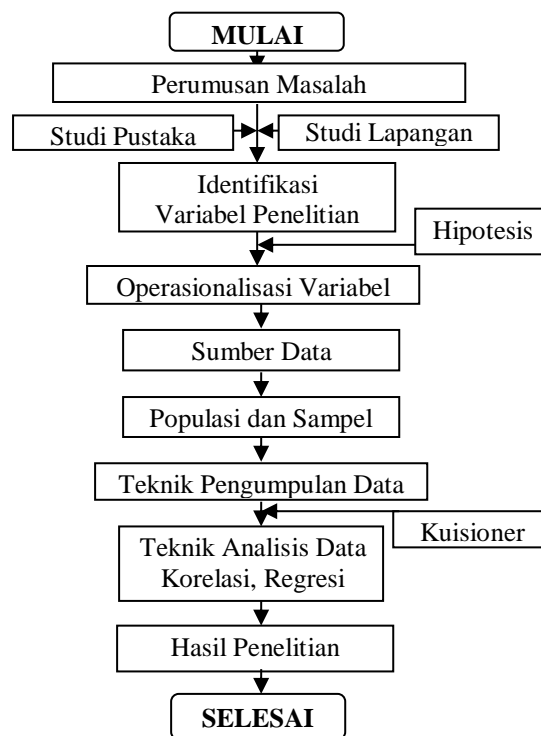 MULAI
Perumusan Masalah
Studi Pustaka
Studi Lapangan
Identifikasi
Variabel Penelitian
Hipotesis
Operasionalisasi Variabel
Sumber Data
Populasi dan Sampel
Teknik Pengumpulan Data
Kuisioner
Teknik Analisis Data
Korelasi, Regresi
Hasil Penelitian
SELESAI